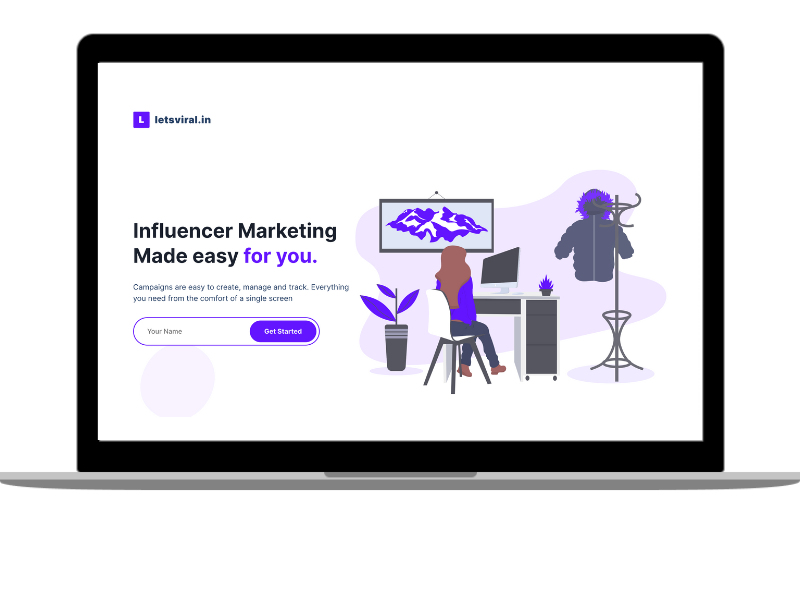 L letsviral.in
Influencer Marketing
Made easy for you.
Campaigns are easy to create, manage and track. Everything
you need from the comfort of a single screen
Your Name Get Started